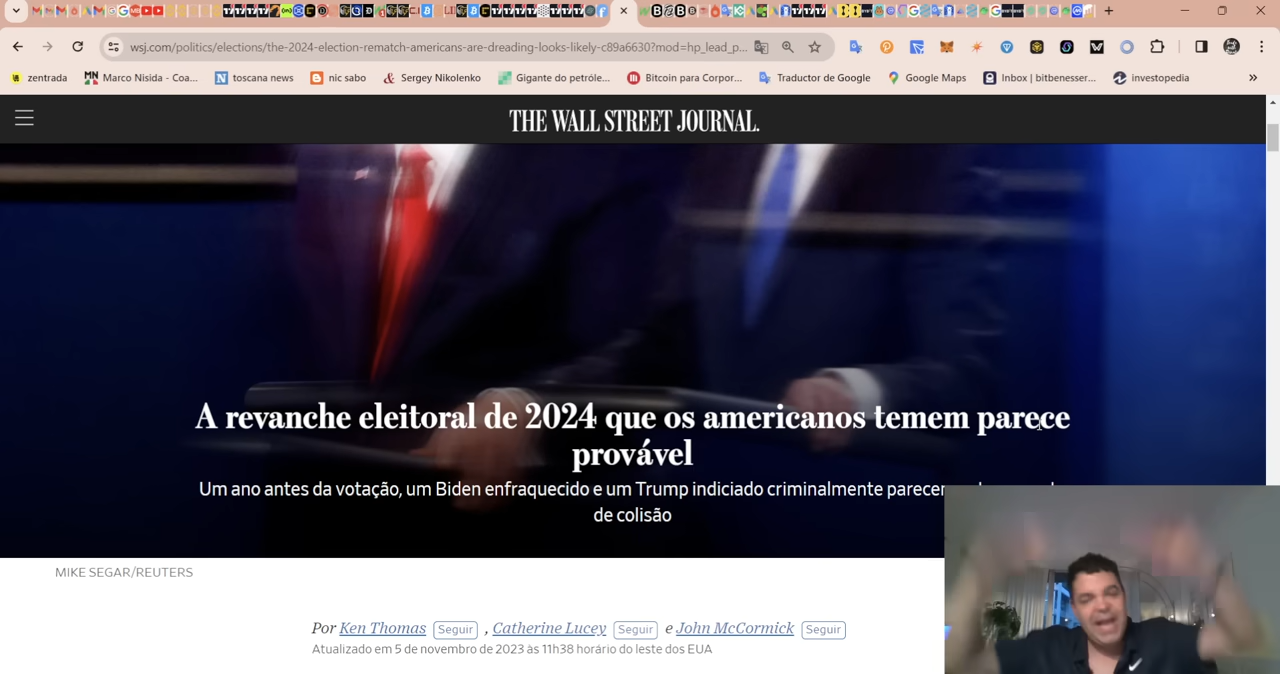 wsj.com/politics/elections/the-2024-election-rematch-americans-are-dreading-looks-likely-c89a6630?mod=hp_lead_p...
zentrada
Marco Nisida - Coa...
toscana news
nic sabo
Sergey Nikolenko
Gigante do petróle...
Bitcoin para Corpor...
Traductor de Google
Google Maps
Inbox | bitbenesser...
investopedia
THE WALL STREET JOURNAL.
A revanche eleitoral de 2024 que os americanos temem parece
provável
Um ano antes da votação, um Biden enfraquecido e um Trump indiciado criminalmente
de colisão
MIKE SEGAR/REUTERS
Por Ken Thomas Seguir , Catherine Lucey Seguir e John McCormick Seguir
Atualizado em 5 de novembro de 2023 às 11h38 horário do leste dos EUA